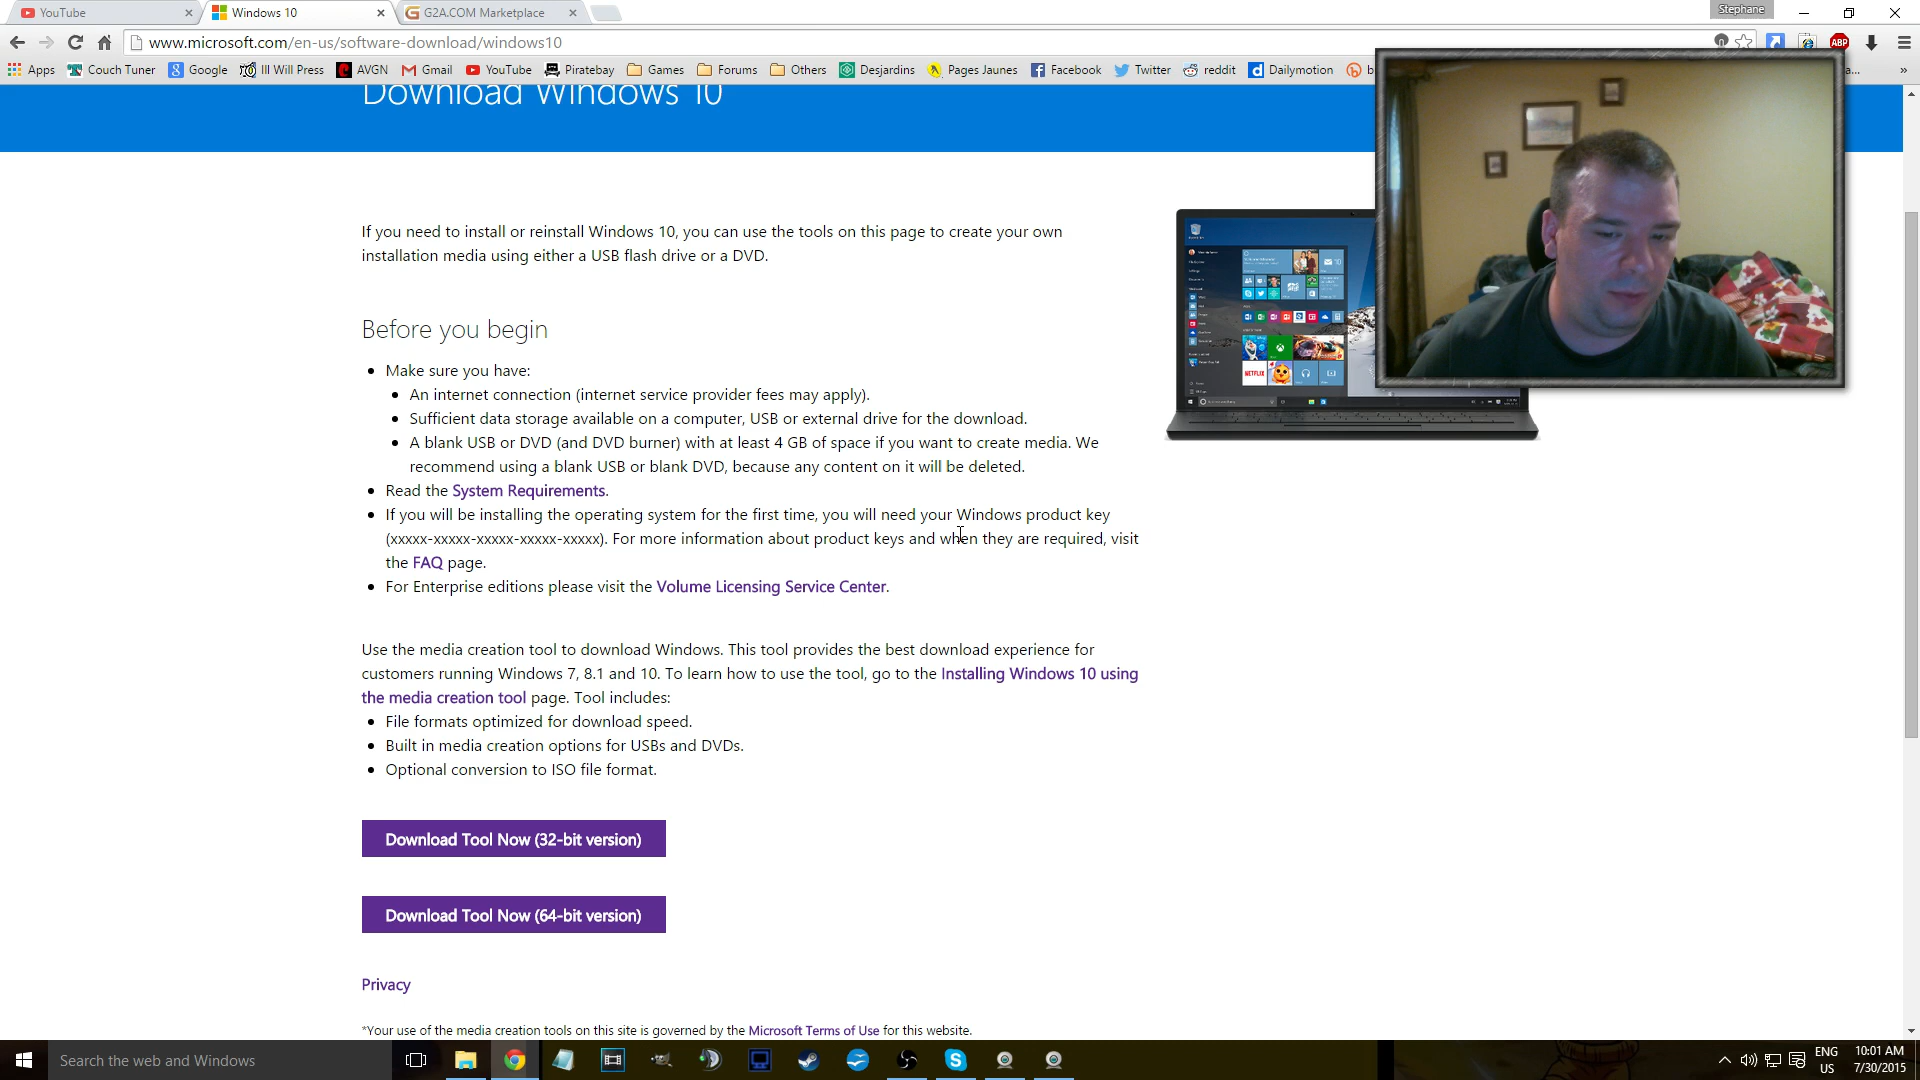 YouTube
Windows 10
G2A.COM Marketplace
Stephane
www.microsoft.com/en-us/software-download/windows10
ABP
Apps
Couch Tuner
Google
Ill Will Press
AVGN
Gmail
YouTube
Piratebay
Games
Forums
Others
Desjardins
Pages Jaunes
Facebook
Twitter
reddit
Dailymotion
Download Windows 10
If you need to install or reinstall Windows 10, you can use the tools on this page to create your own
installation media using either a USB flash drive or a DVD.
Before you begin
Make sure you have:
An internet connection (internet service provider fees may apply).
Sufficient data storage available on a computer, USB or external drive for the download.
A blank USB or DVD (and DVD burner) with at least 4 GB of space if you want to create media. We
recommend using a blank USB or blank DVD, because any content on it will be deleted.
Read the System Requirements.
If you will be installing the operating system for the first time, you will need your Windows product key
(xxxxx-xxxxx-xxxxx-xxxxx-xxxxx). For more information about product keys and when they are required, visit
the FAQ page.
For Enterprise editions please visit the Volume Licensing Service Center.
Use the media creation tool to download Windows. This tool provides the best download experience for
customers running Windows 7, 8.1 and 10. To learn how to use the tool, go to the Installing Windows 10 using
the media creation tool page. Tool includes:
File formats optimized for download speed.
Built in media creation options for USBs and DVDs.
Optional conversion to ISO file format.
Download Tool Now (32-bit version)
Download Tool Now (64-bit version)
Privacy
*Your use of the media creation tools on this site is governed by the Microsoft Terms of Use for this website.
NETFLIX
Search the web and Windows
ENG
US
10:01 AM
7/30/2015